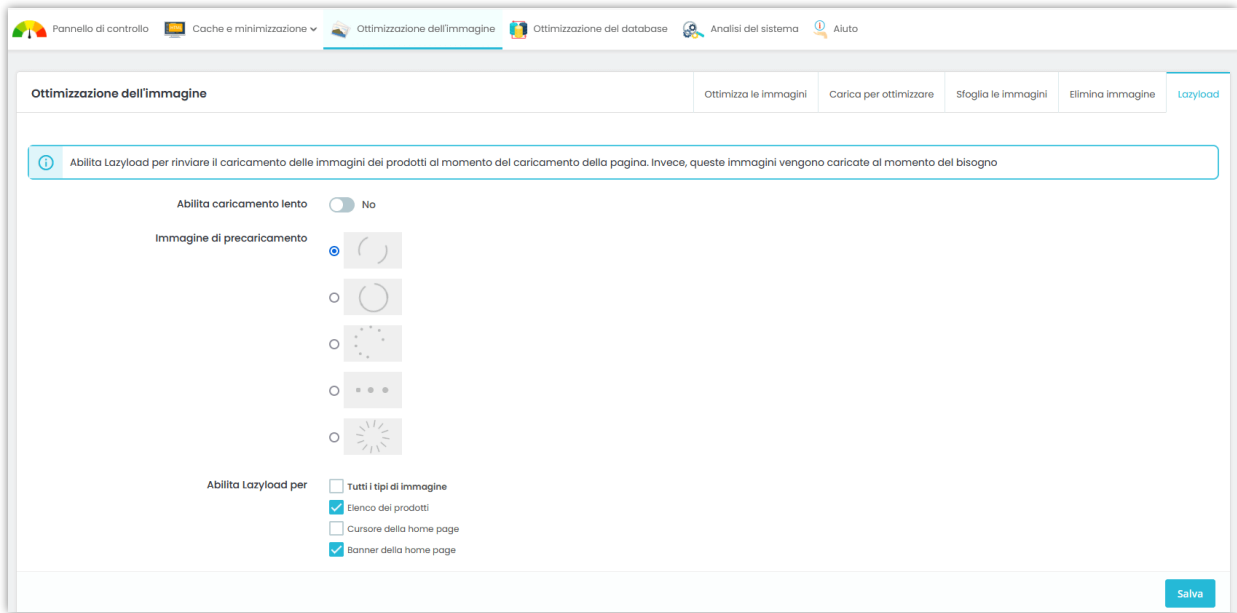 Pannello di controllo Cache e minimizzazione Ottimizzazione dell'immagine Ottimizzazione del database Analisi del sistema Aiuto
Ottimizzazione dell'immagine Ottimizza le immagini Carica per ottimizzare Sfoglia le immagini Elimina immagine Lazyload
Abilita Lazyload per rinviare il caricamento delle immagini dei prodotti al momento del caricamento della pagina. Invece, queste immagini vengono caricate al momento del bisogno
Abilita caricamento lento No
Immagine di precaricamento
Abilita Lazyload per Tutti i tipi di immagine
Elenco dei prodotti
Cursore della home page
Banner della home page
Salva